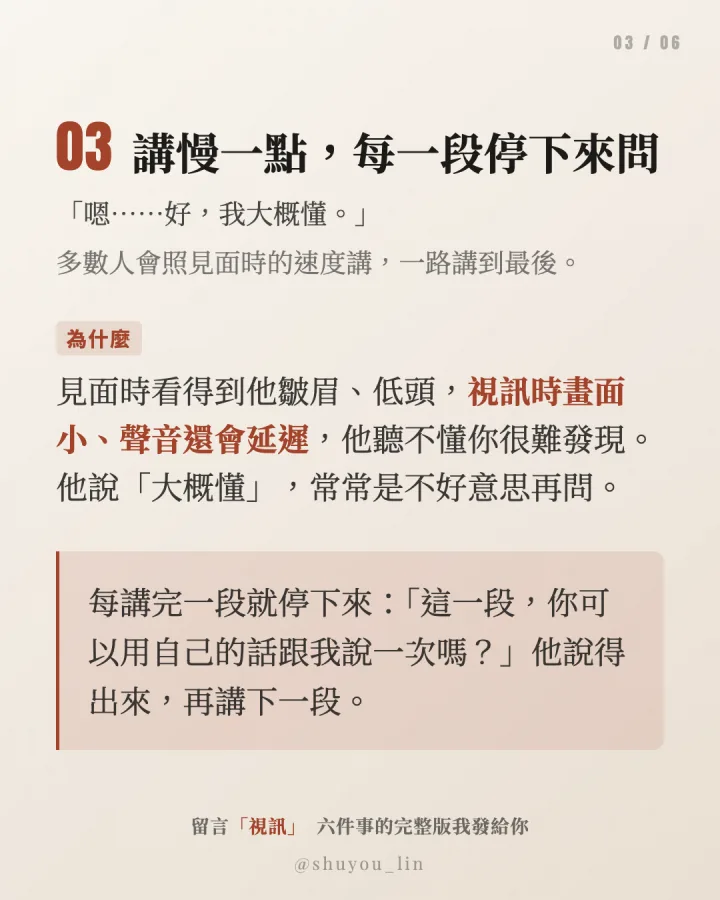 03 / 06
03 講慢一點，每一段停下來問
「嗯⋯⋯好，我大概懂。」
多數人會照見面時的速度講，一路講到最後。
為什麼
見面時看得到他皺眉、低頭，視訊時畫面
小、聲音還會延遲，他聽不懂你很難發現。
他說「大概懂」，常常是不好意思再問。
每講完一段就停下來：「這一段，你可
以用自己的話跟我說一次嗎？」他說得
出來，再講下一段。
留言「視訊」 六件事的完整版我發給你
@shuyou_lin